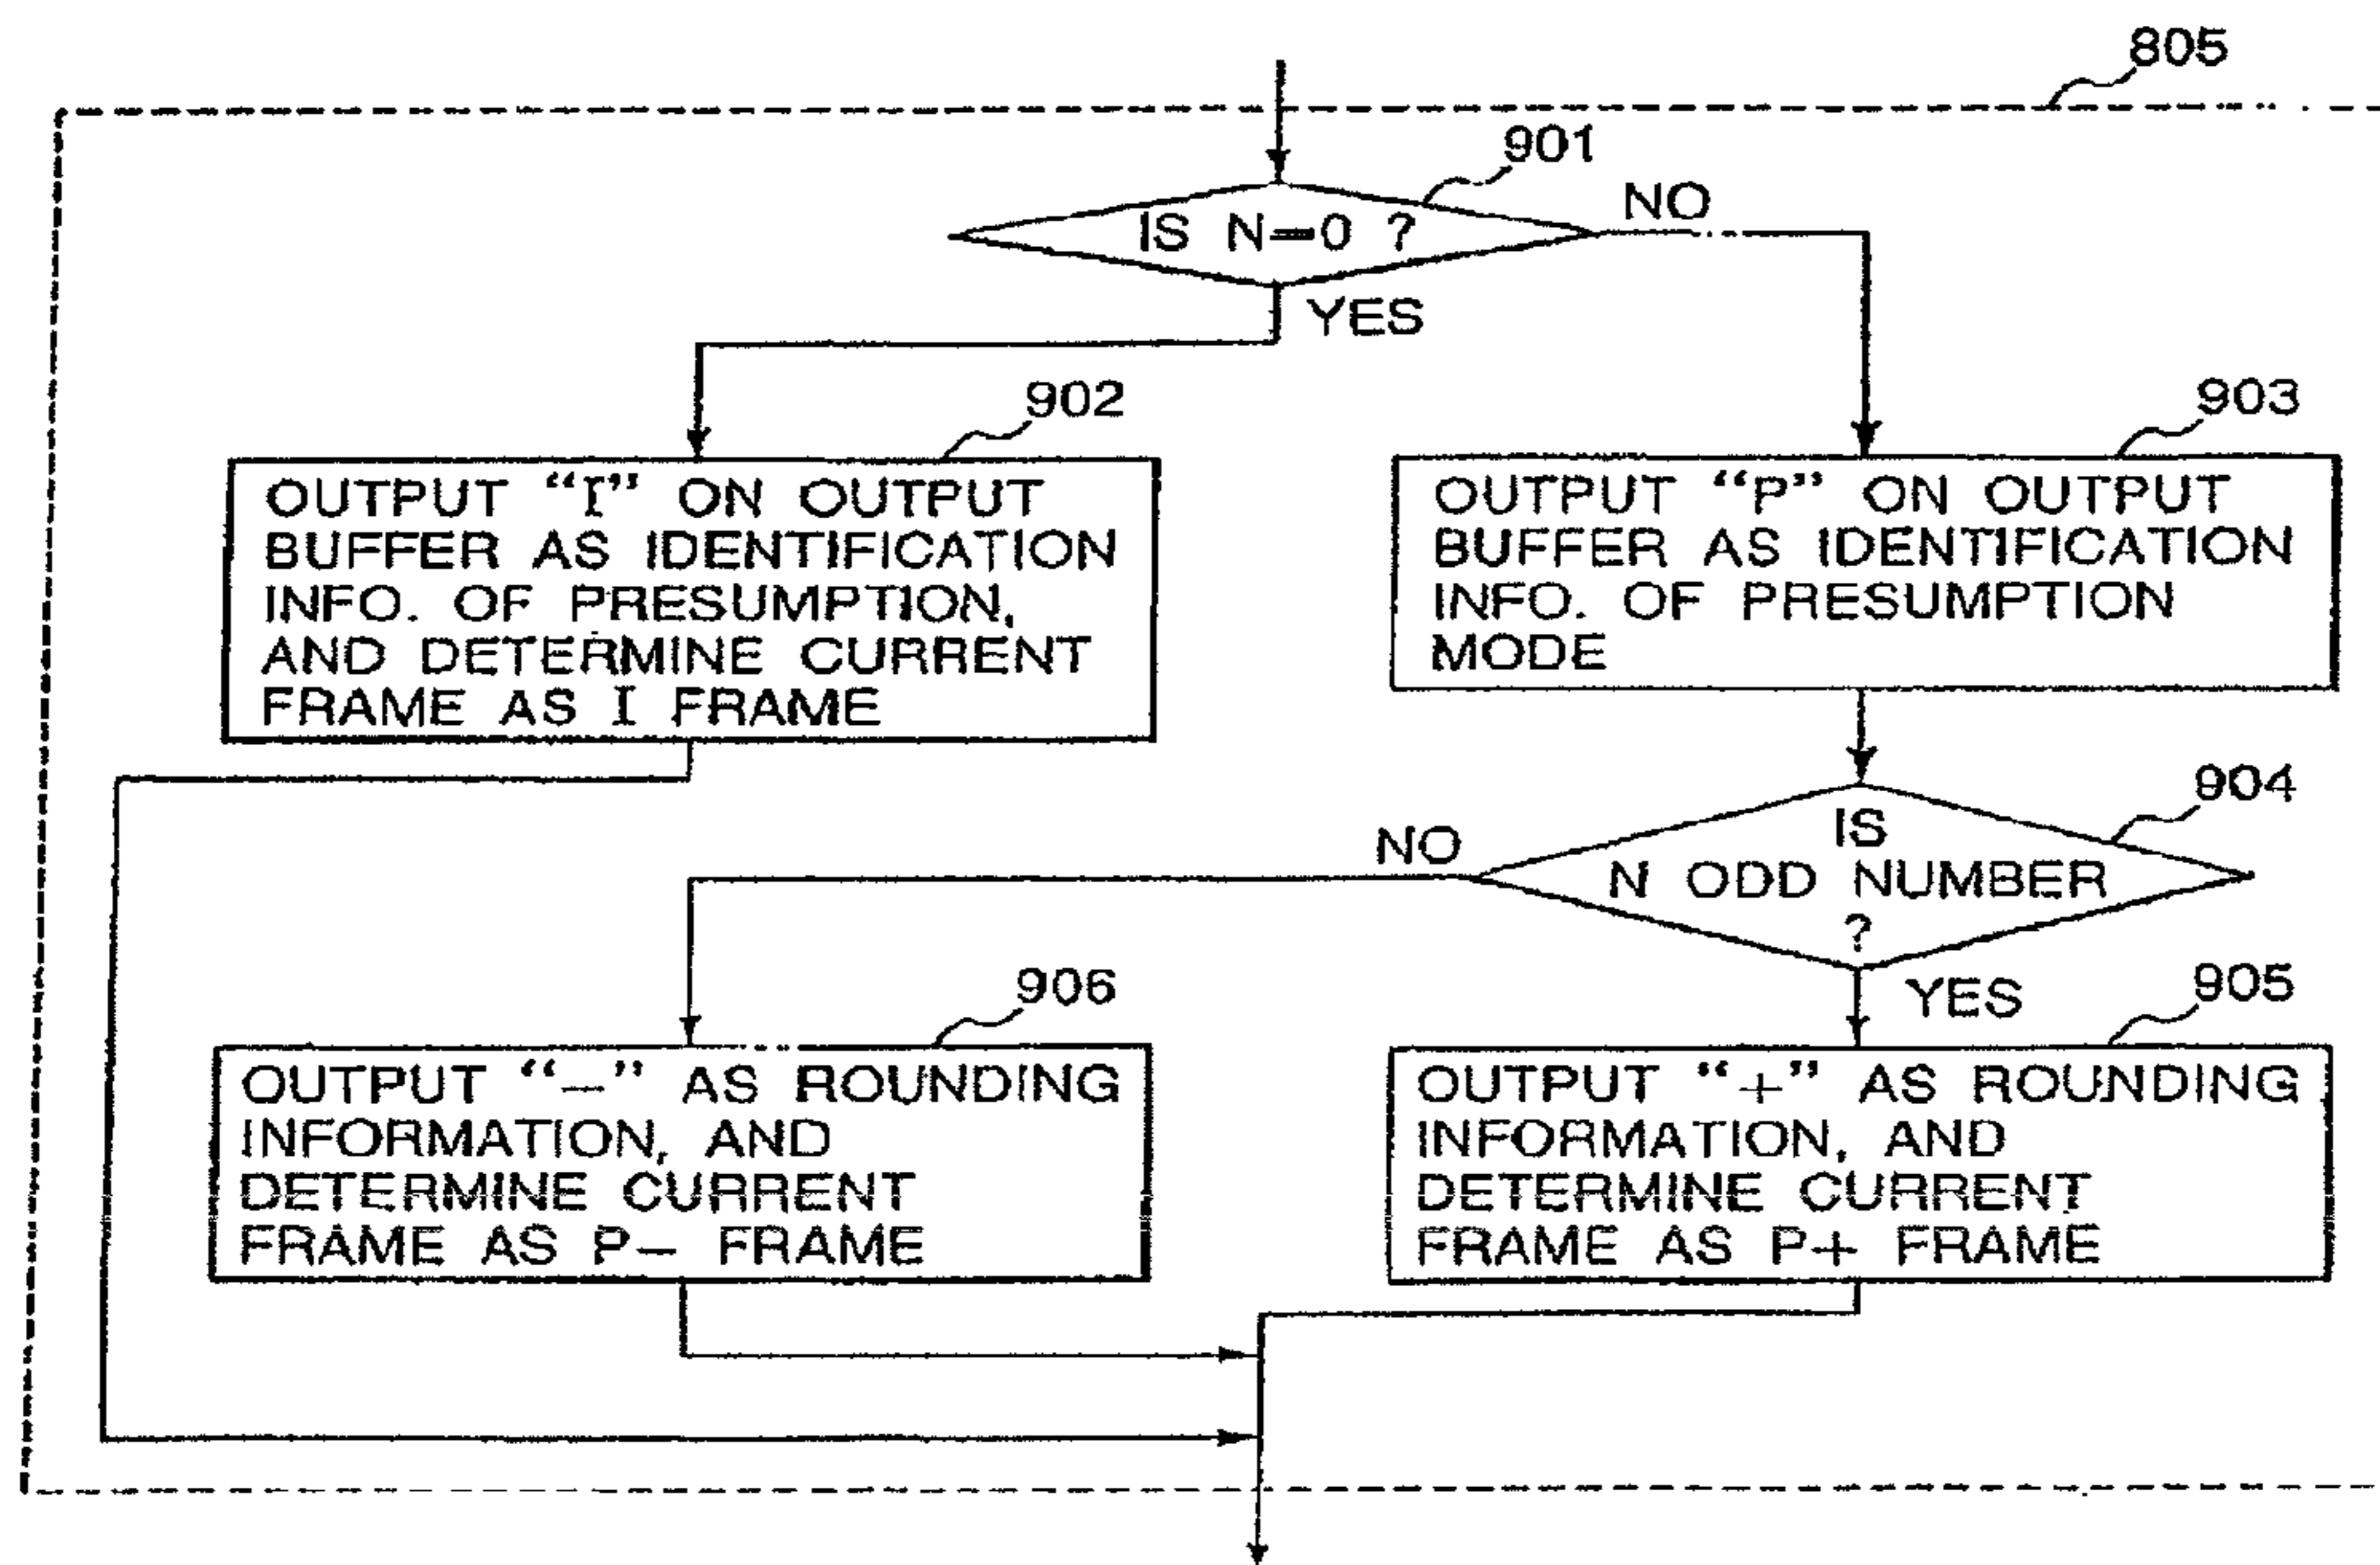 805
901
IS N=0 ?
NO
YES
902
OUTPUT “I” ON OUTPUT
BUFFER AS IDENTIFICATION
INFO. OF PRESUMPTION,
AND DETERMINE CURRENT
FRAME AS I FRAME
903
OUTPUT “P” ON OUTPUT
BUFFER AS IDENTIFICATION
INFO. OF PRESUMPTION
MODE
904
IS
N ODD NUMBER
?
NO
YES
906
OUTPUT “−” AS ROUNDING
INFORMATION, AND
DETERMINE CURRENT
FRAME AS P− FRAME
905
OUTPUT “+” AS ROUNDING
INFORMATION, AND
DETERMINE CURRENT
FRAME AS P+ FRAME